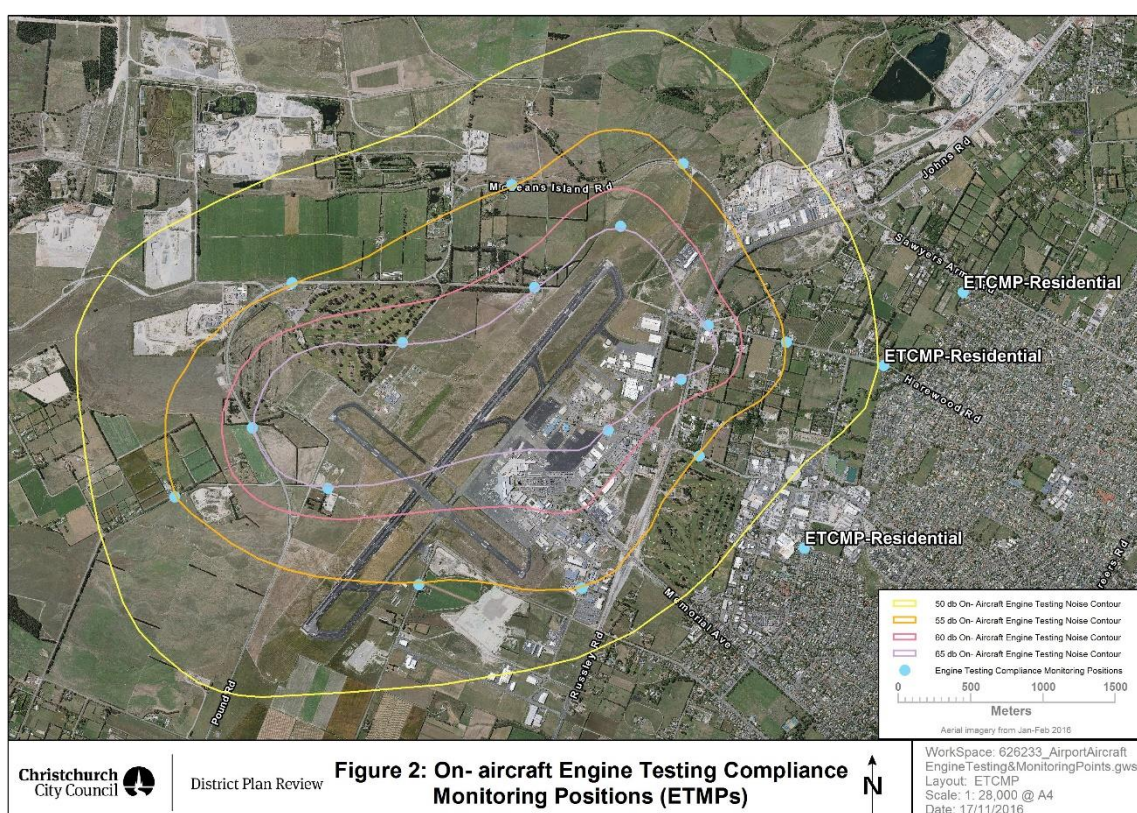 McLeans Island Rd
Johns Rd
Sawyers Arms Rd
ETCMP-Residential
ETCMP-Residential
Harewood Rd
ETCMP-Residential
Memorial Ave
Russley Rd
Pound Rd
50 db On- Aircraft Engine Testing Noise Contour
55 db On- Aircraft Engine Testing Noise Contour
60 db On- Aircraft Engine Testing Noise Contour
65 db On- Aircraft Engine Testing Noise Contour
Engine Testing Compliance Monitoring Positions
0 500 1000 1500
Meters
Aerial imagery from Jan-Feb 2016
Christchurch
City Council
District Plan Review
Figure 2: On- aircraft Engine Testing Compliance
Monitoring Positions (ETMPs)
N
WorkSpace: 626233_AirportAircraft
EngineTesting&MonitoringPoints.gws
Layout: ETCMP
Scale: 1: 28,000 @ A4
Date: 17/11/2016